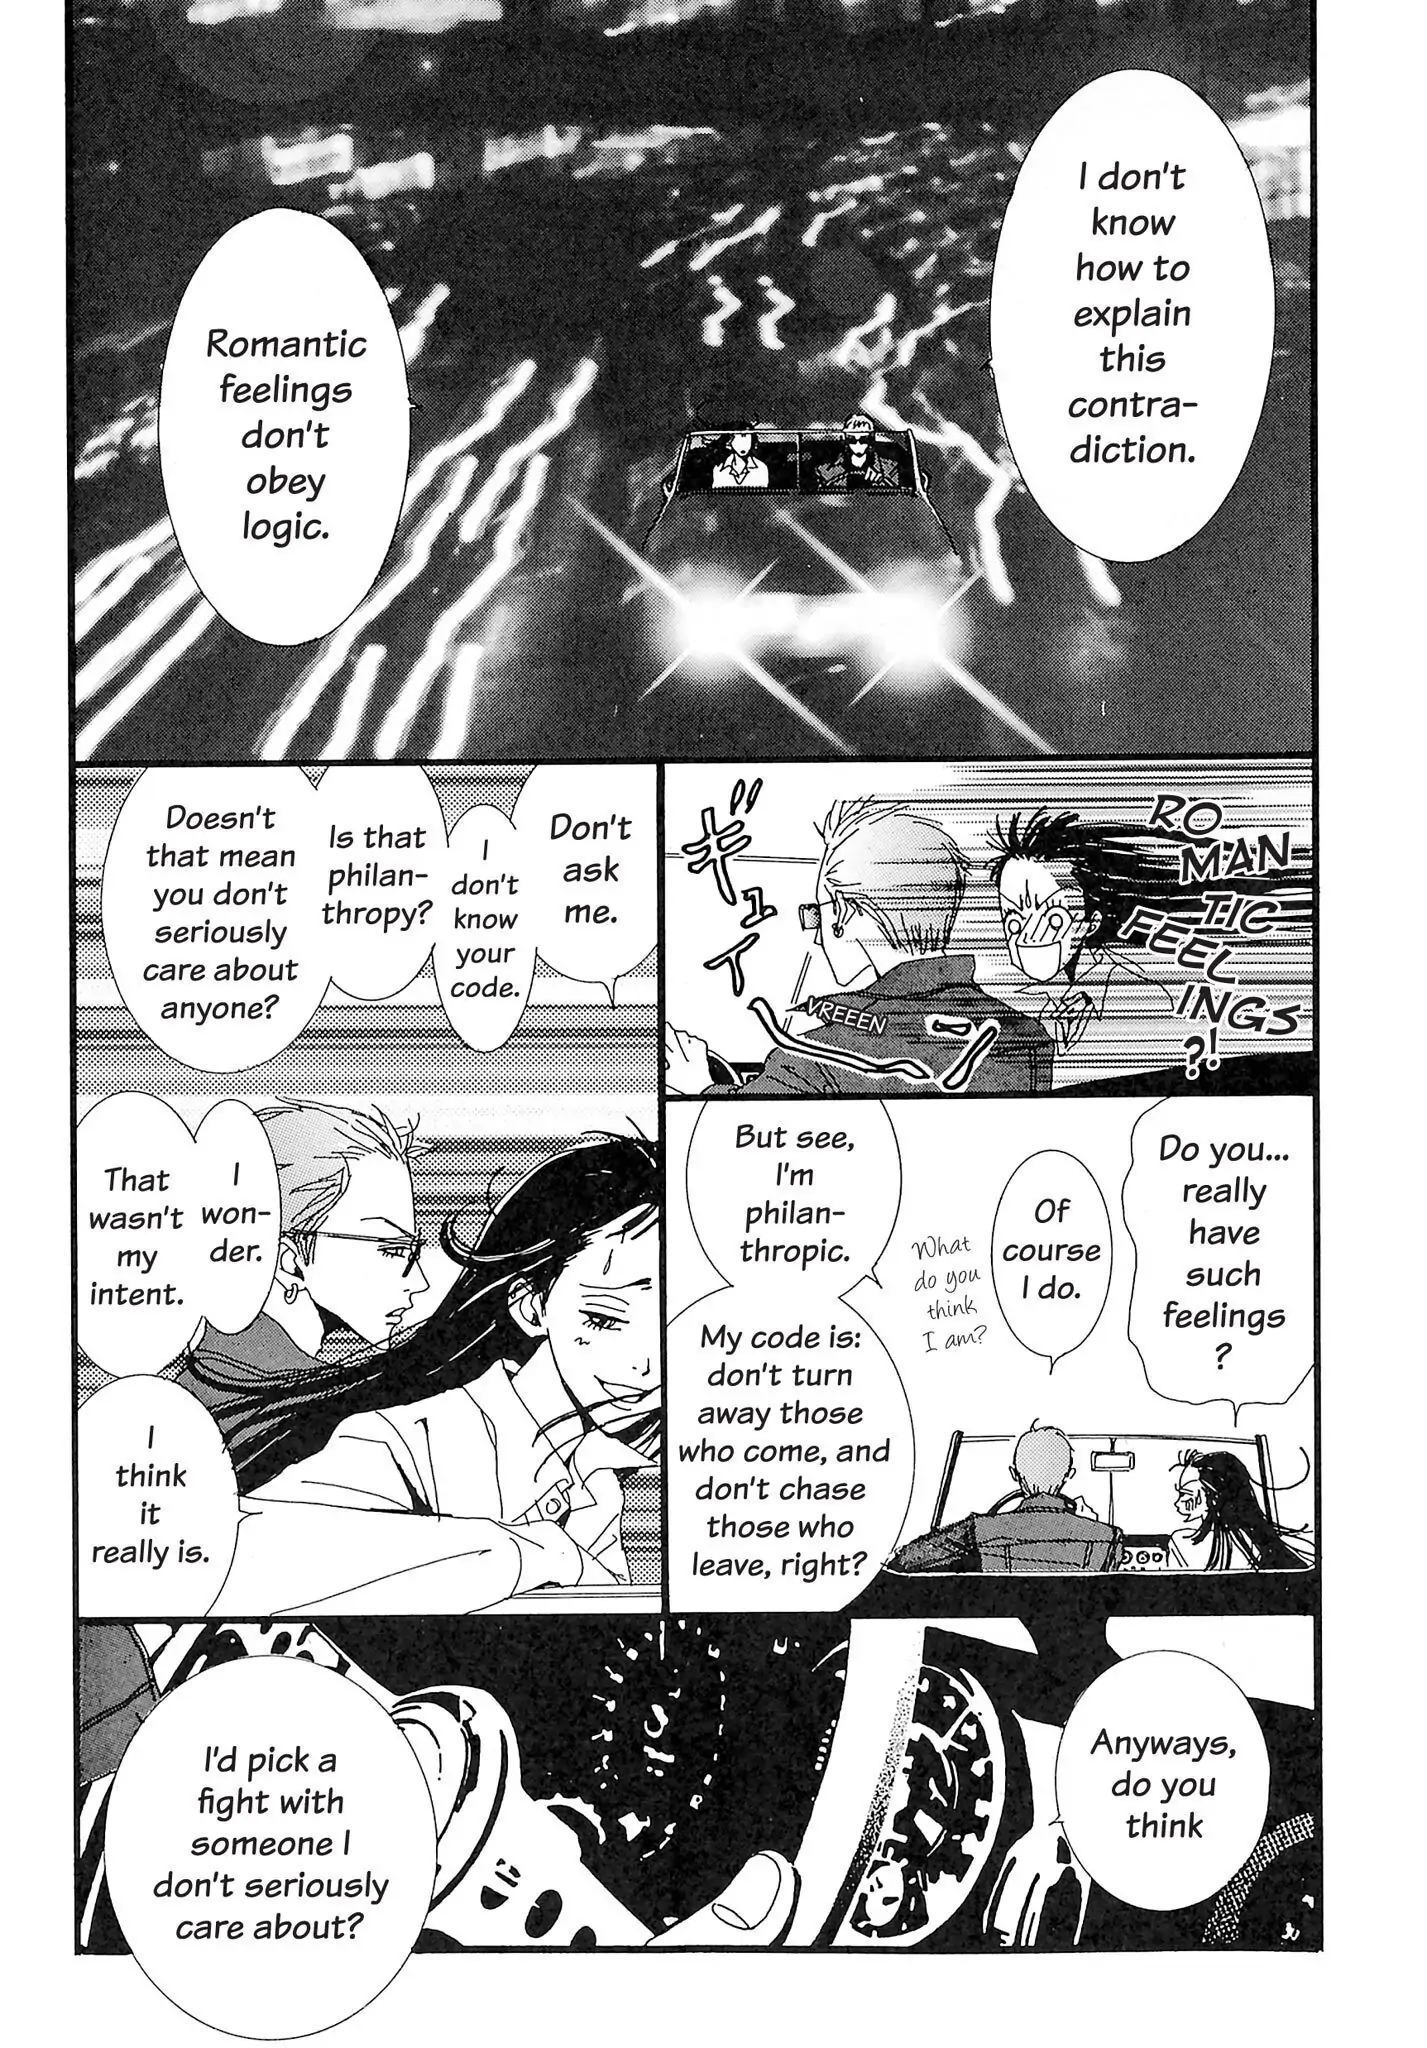 I don't
know
how to
explain
this
contra-
diction.
Romantic
feelings
don't
obey
logic.
RO
MAN
TIC
FEEL
INGS
?!
ギュイーン
VREEEN
Don't
ask
me.
I
don't
know
your
code.
Is that
philan-
thropy?
Doesn't
that mean
you don't
seriously
care about
anyone?
I
won-
der.
That
wasn't
my
intent.
I
think
it
really is.
Do you...
really
have
such
feelings
?
Of
course
I do.
What
do you
think
I am?
But see,
I'm
philan-
thropic.
My code is:
don't turn
away those
who come, and
don't chase
those who
leave, right?
Anyways,
do you
think
I'd pick a
fight with
someone I
don't seriously
care about?